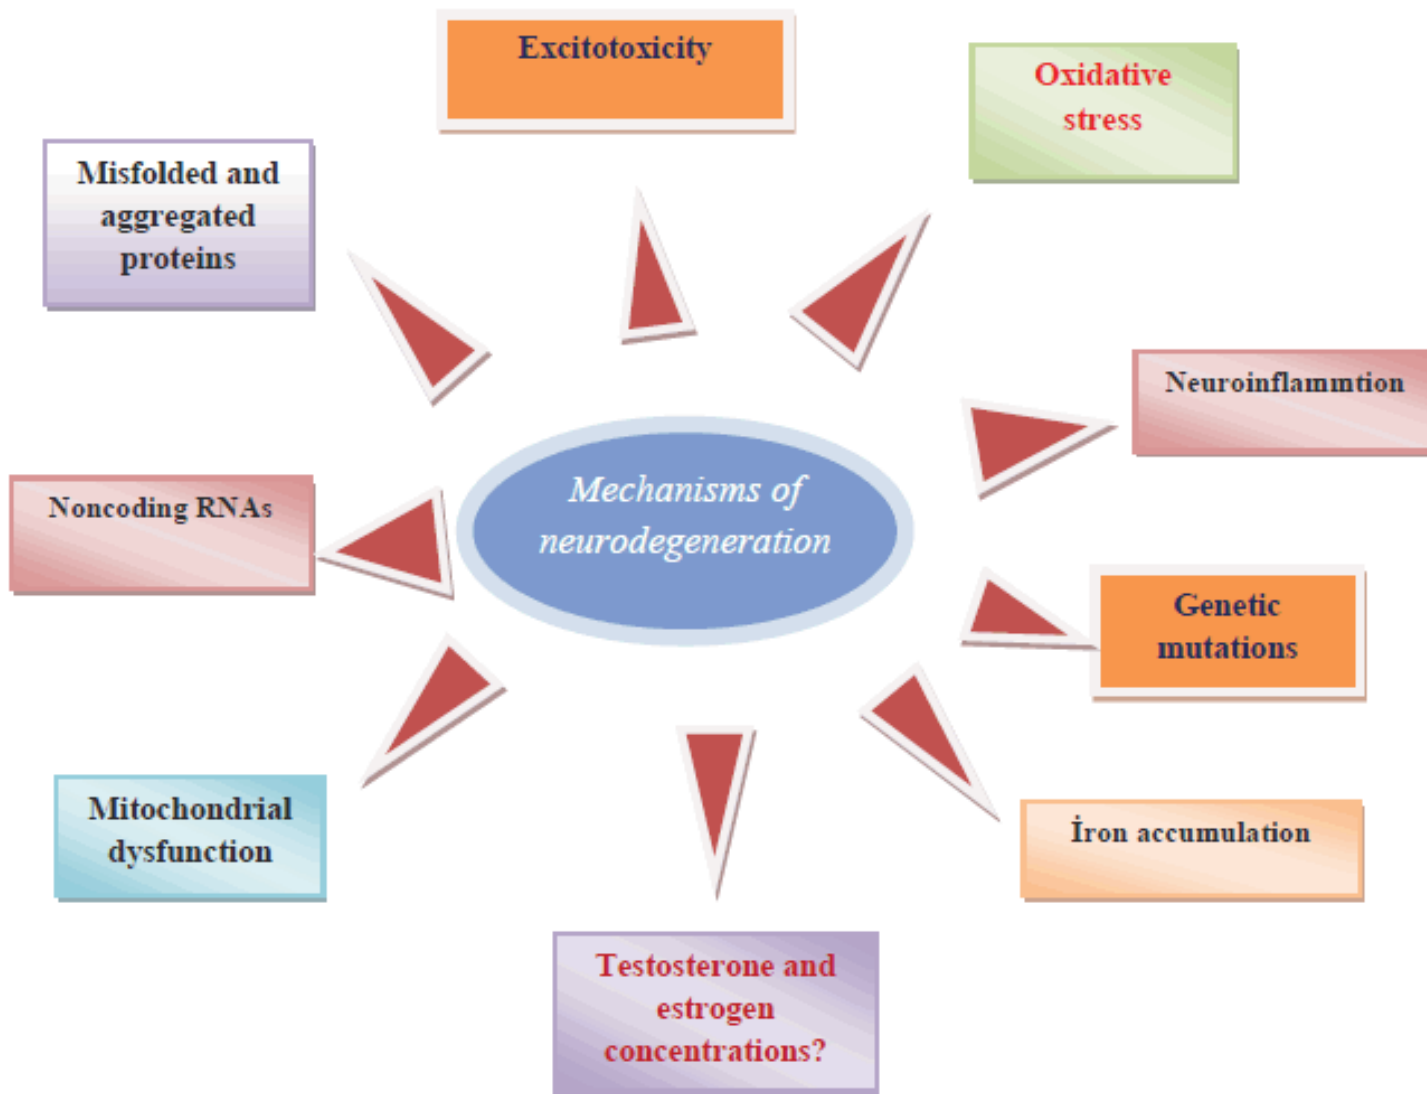 Excitotoxicity
Oxidative
stress
Misfolded and
aggregated
proteins
Neuroinflammtion
Mechanisms of
neurodegeneration
Noncoding RNAs
Genetic
mutations
Mitochondrial
dysfunction
İron accumulation
Testosterone and
estrogen
concentrations?